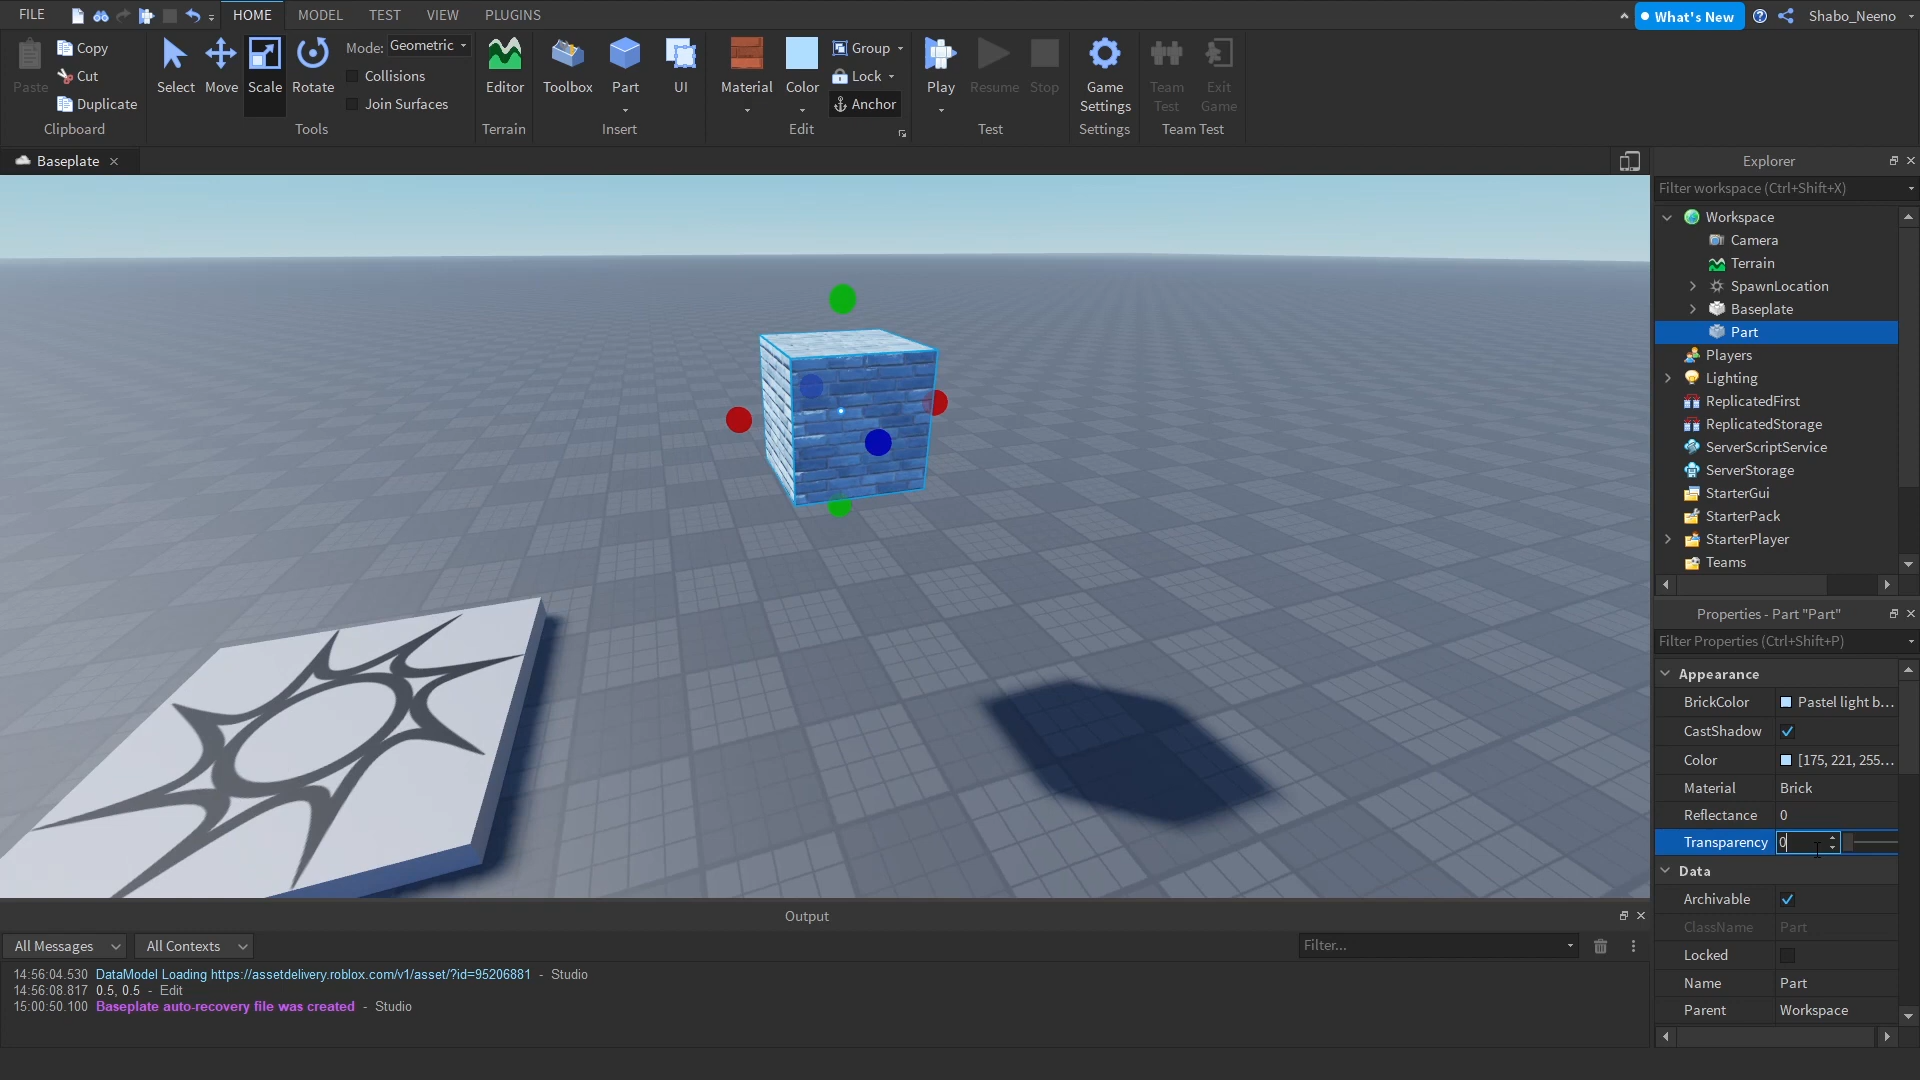 FILE HOME MODEL TEST VIEW PLUGINS What's New Shabo_Neeno
Paste Copy Cut Duplicate
Clipboard
Select Move Scale Rotate
Mode: Geometric
Collisions
Join Surfaces
Tools
Editor
Terrain
Toolbox Part UI
Insert
Material Color
Group
Lock
Anchor
Edit
Play Resume Stop
Test
Game Settings
Settings
Team Test Exit Game
Team Test
Baseplate
Explorer
Filter workspace (Ctrl+Shift+X)
Workspace
Camera
Terrain
SpawnLocation
Baseplate
Part
Players
Lighting
ReplicatedFirst
ReplicatedStorage
ServerScriptService
ServerStorage
StarterGui
StarterPack
StarterPlayer
Teams
Properties - Part "Part"
Filter Properties (Ctrl+Shift+P)
Appearance
BrickColor Pastel light b...
CastShadow
Color [175, 221, 255...
Material Brick
Reflectance 0
Transparency 0
Data
Archivable
ClassName Part
Locked
Name Part
Parent Workspace
Output
All Messages All Contexts Filter...
14:56:04.530 DataModel Loading https://assetdelivery.roblox.com/v1/asset/?id=95206881 - Studio
14:56:08.817 0.5, 0.5 - Edit
15:00:50.100 Baseplate auto-recovery file was created - Studio